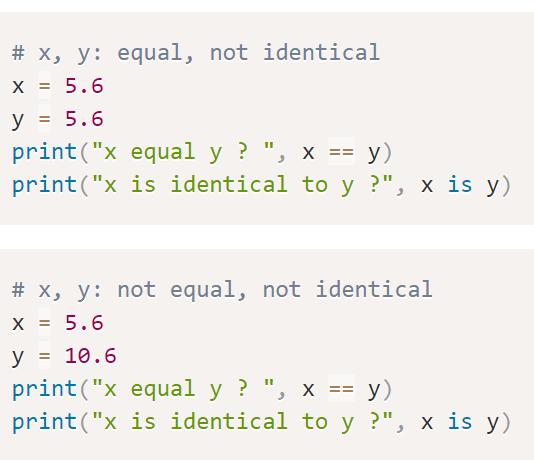 # x, y: equal, not identical
x = 5.6
y = 5.6
print("x equal y ? ", x == y)
print("x is identical to y ?", x is y)
# x, y: not equal, not identical
x = 5.6
y = 10.6
print("x equal y ? ", x == y)
print("x is identical to y ?", x is y)